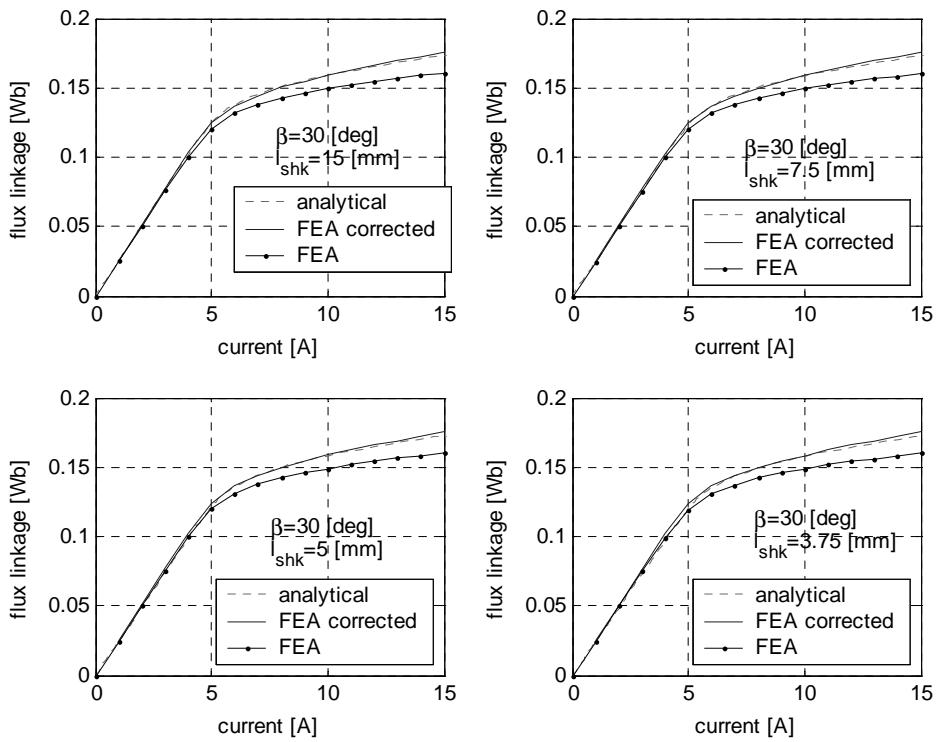 0.2
0.15
0.1
0.05
0
flux linkage [Wb]
β=30 [deg]
l_shk=15 [mm]
analytical
FEA corrected
FEA
0 5 10 15
current [A]
0.2
0.15
0.1
0.05
0
flux linkage [Wb]
β=30 [deg]
l_shk=7.5 [mm]
analytical
FEA corrected
FEA
0 5 10 15
current [A]
0.2
0.15
0.1
0.05
0
flux linkage [Wb]
β=30 [deg]
l_shk=5 [mm]
analytical
FEA corrected
FEA
0 5 10 15
current [A]
0.2
0.15
0.1
0.05
0
flux linkage [Wb]
β=30 [deg]
l_shk=3.75 [mm]
analytical
FEA corrected
FEA
0 5 10 15
current [A]